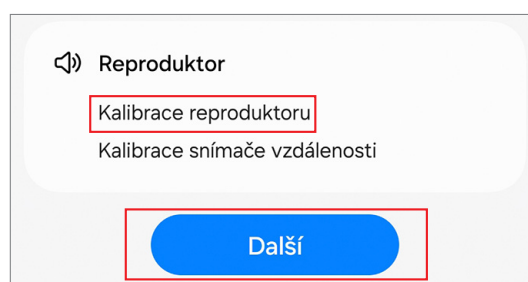 Reproduktor
Kalibrace reproduktoru
Kalibrace snímače vzdálenosti
Další